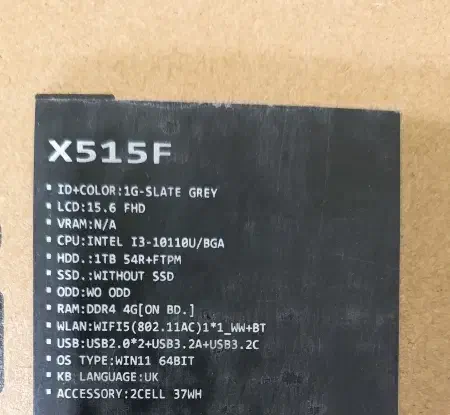 X515F
▪ ID+COLOR:1G-SLATE GREY
▪ LCD:15.6 FHD
▪ VRAM:N/A
▪ CPU:INTEL I3-10110U/BGA
▪ HDD.:1TB 54R+FTPM
▪ SSD.:WITHOUT SSD
▪ ODD:WO ODD
▪ RAM:DDR4 4G[ON BD.]
▪ WLAN:WIFI5(802.11AC)1*1_WW+BT
▪ USB:USB2.0*2+USB3.2A+USB3.2C
▪ OS TYPE:WIN11 64BIT
▪ KB LANGUAGE:UK
▪ ACCESSORY:2CELL 37WH